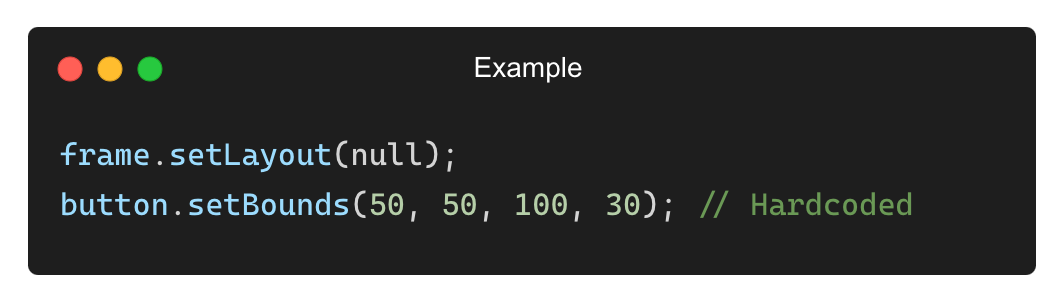 Example
frame.setLayout(null);
button.setBounds(50, 50, 100, 30); // Hardcoded